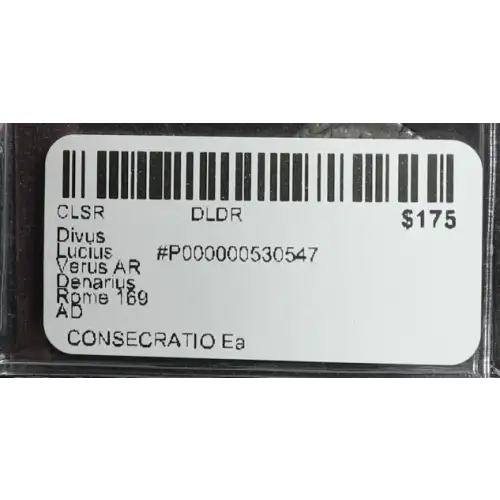 CLSR DLDR $175
Divus
Lucius #P000000530547
Verus AR
Denarius
Rome 169
AD
CONSECRATIO Ea